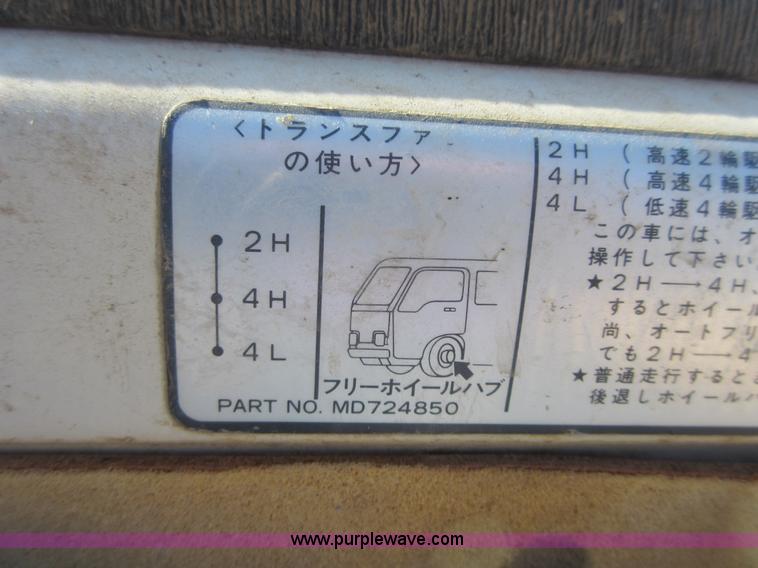 〈トランスファ
の使い方〉
2H
4H
4L
フリーホイールハブ
PART NO. MD724850
2H (高速2輪駆
4H (高速4輪駆
4L (低速4輪駆
この車には、オ
操作して下さい
★2H→4H、
するとホイール
尚、オートフリ
でも2H→4
★普通走行するとき
後退しホイールハ
www.purplewave.com